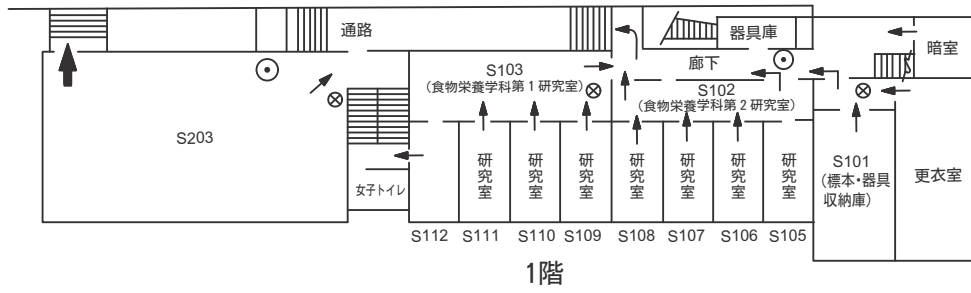 通路
器具庫
暗室
廊下
S103
(食物栄養学科第1研究室)
S102
(食物栄養学科第2研究室)
S203
女子トイレ
研究室
研究室
研究室
研究室
研究室
研究室
研究室
S101
(標本・器具
収納庫)
更衣室
S112
S111
S110
S109
S108
S107
S106
S105
1階